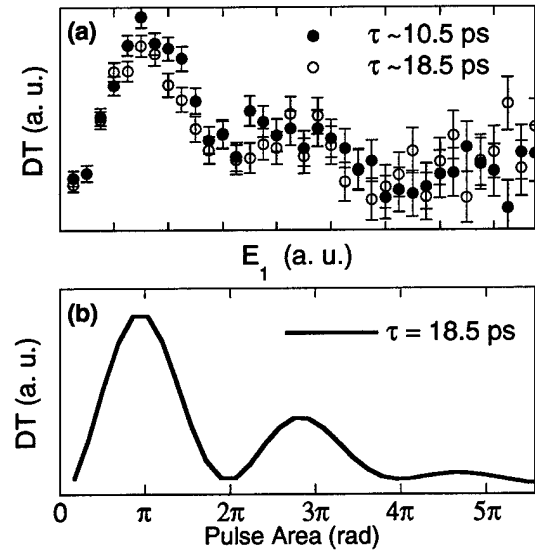 (a)
τ ~10.5 ps
τ ~18.5 ps
DT (a. u.)
E₁ (a. u.)
(b)
τ = 18.5 ps
DT (a. u.)
0 π 2π 3π 4π 5π
Pulse Area (rad)